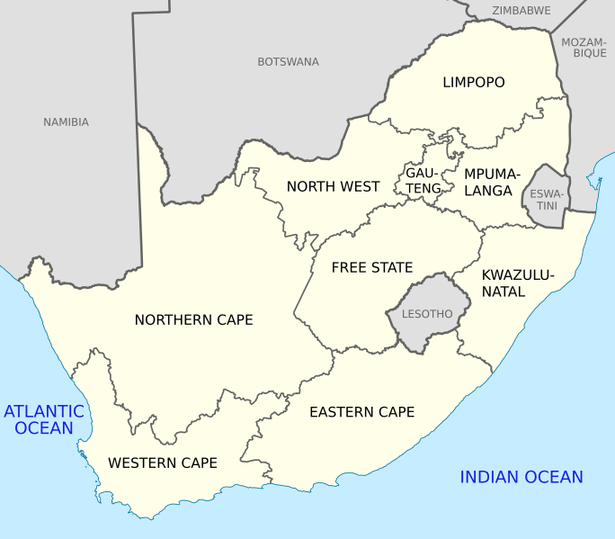 ZIMBABWE
MOZAM-
BIQUE
BOTSWANA
LIMPOPO
NAMIBIA
GAU-
TENG
MPUMA-
LANGA
NORTH WEST
ESWA-
TINI
FREE STATE
KWAZULU-
NATAL
LESOTHO
NORTHERN CAPE
ATLANTIC
OCEAN
EASTERN CAPE
WESTERN CAPE
INDIAN OCEAN